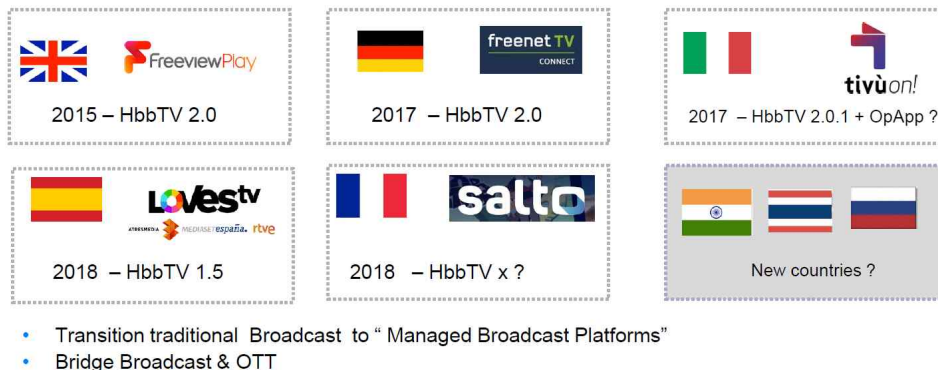 FreeviewPlay
2015 – HbbTV 2.0
freenet TV
CONNECT
2017 – HbbTV 2.0
tivùon!
2017 – HbbTV 2.0.1 + OpApp ?
LOVEStv
ATRESMEDIA MEDIASETespaña. rtve
2018 – HbbTV 1.5
salto
2018 – HbbTV x ?
New countries ?
• Transition traditional Broadcast to “ Managed Broadcast Platforms”
• Bridge Broadcast & OTT